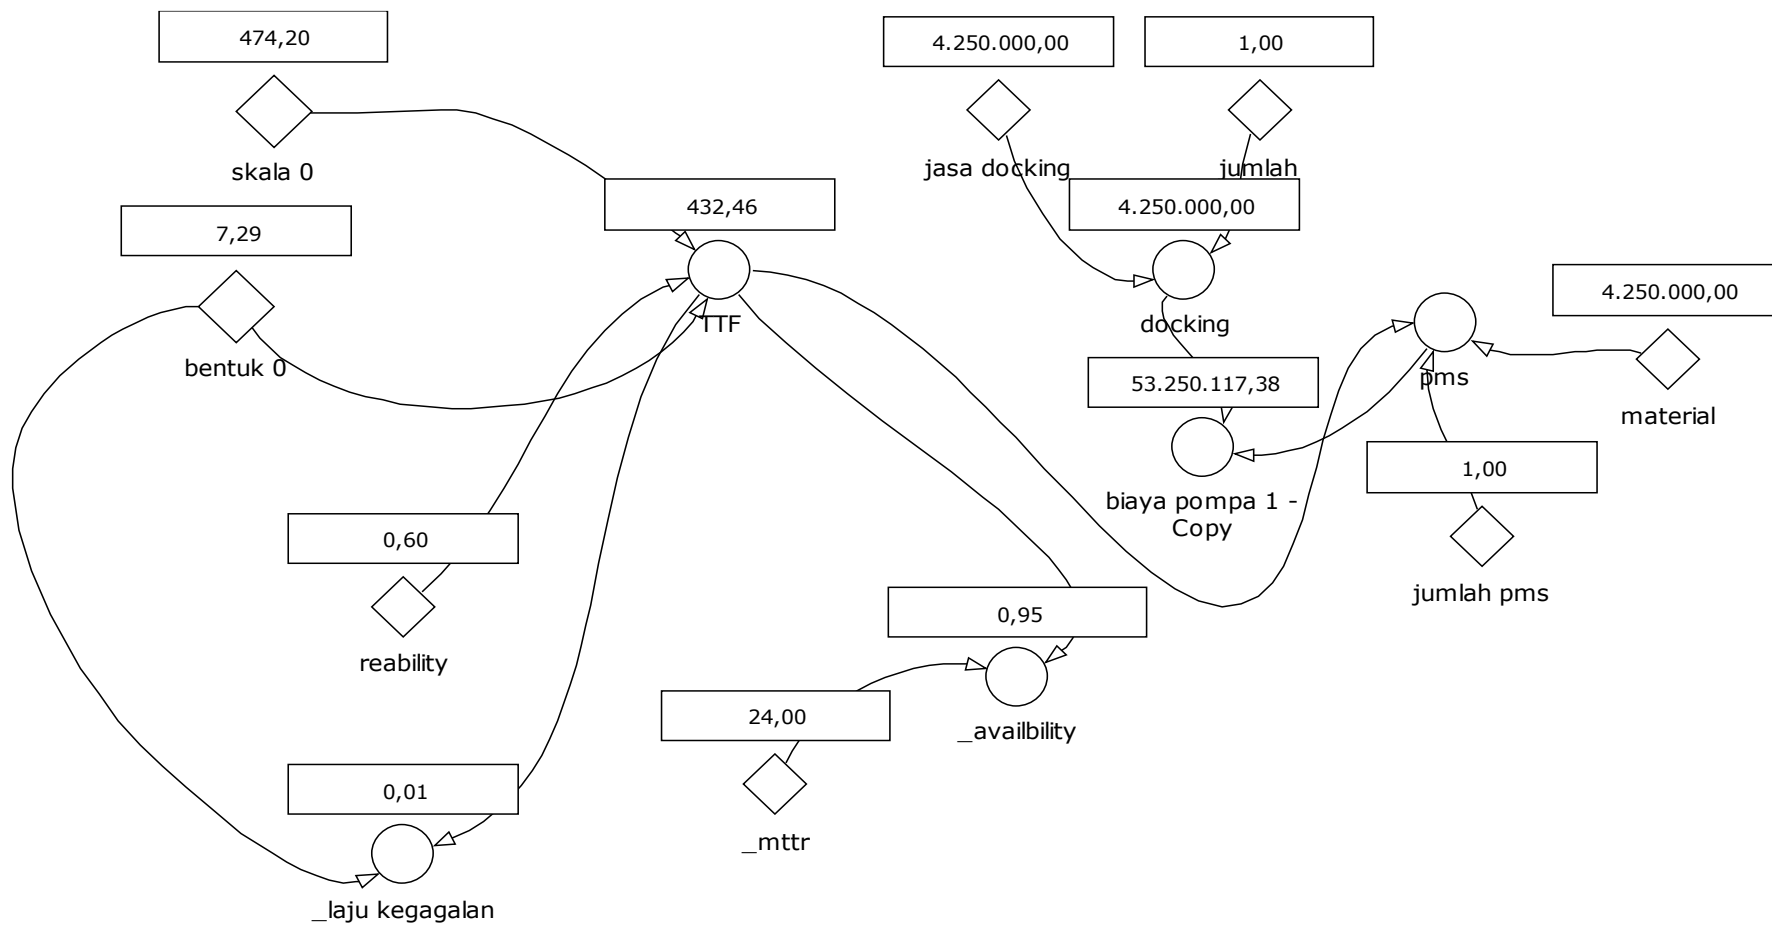 474,20
skala 0
4.250.000,00
1,00
jasa docking
jumlah
432,46
TTF
4.250.000,00
docking
7,29
bentuk 0
4.250.000,00
material
pms
53.250.117,38
biaya pompa 1 -
Copy
1,00
jumlah pms
0,60
reability
0,95
_availbility
24,00
_mttr
0,01
_laju kegagalan